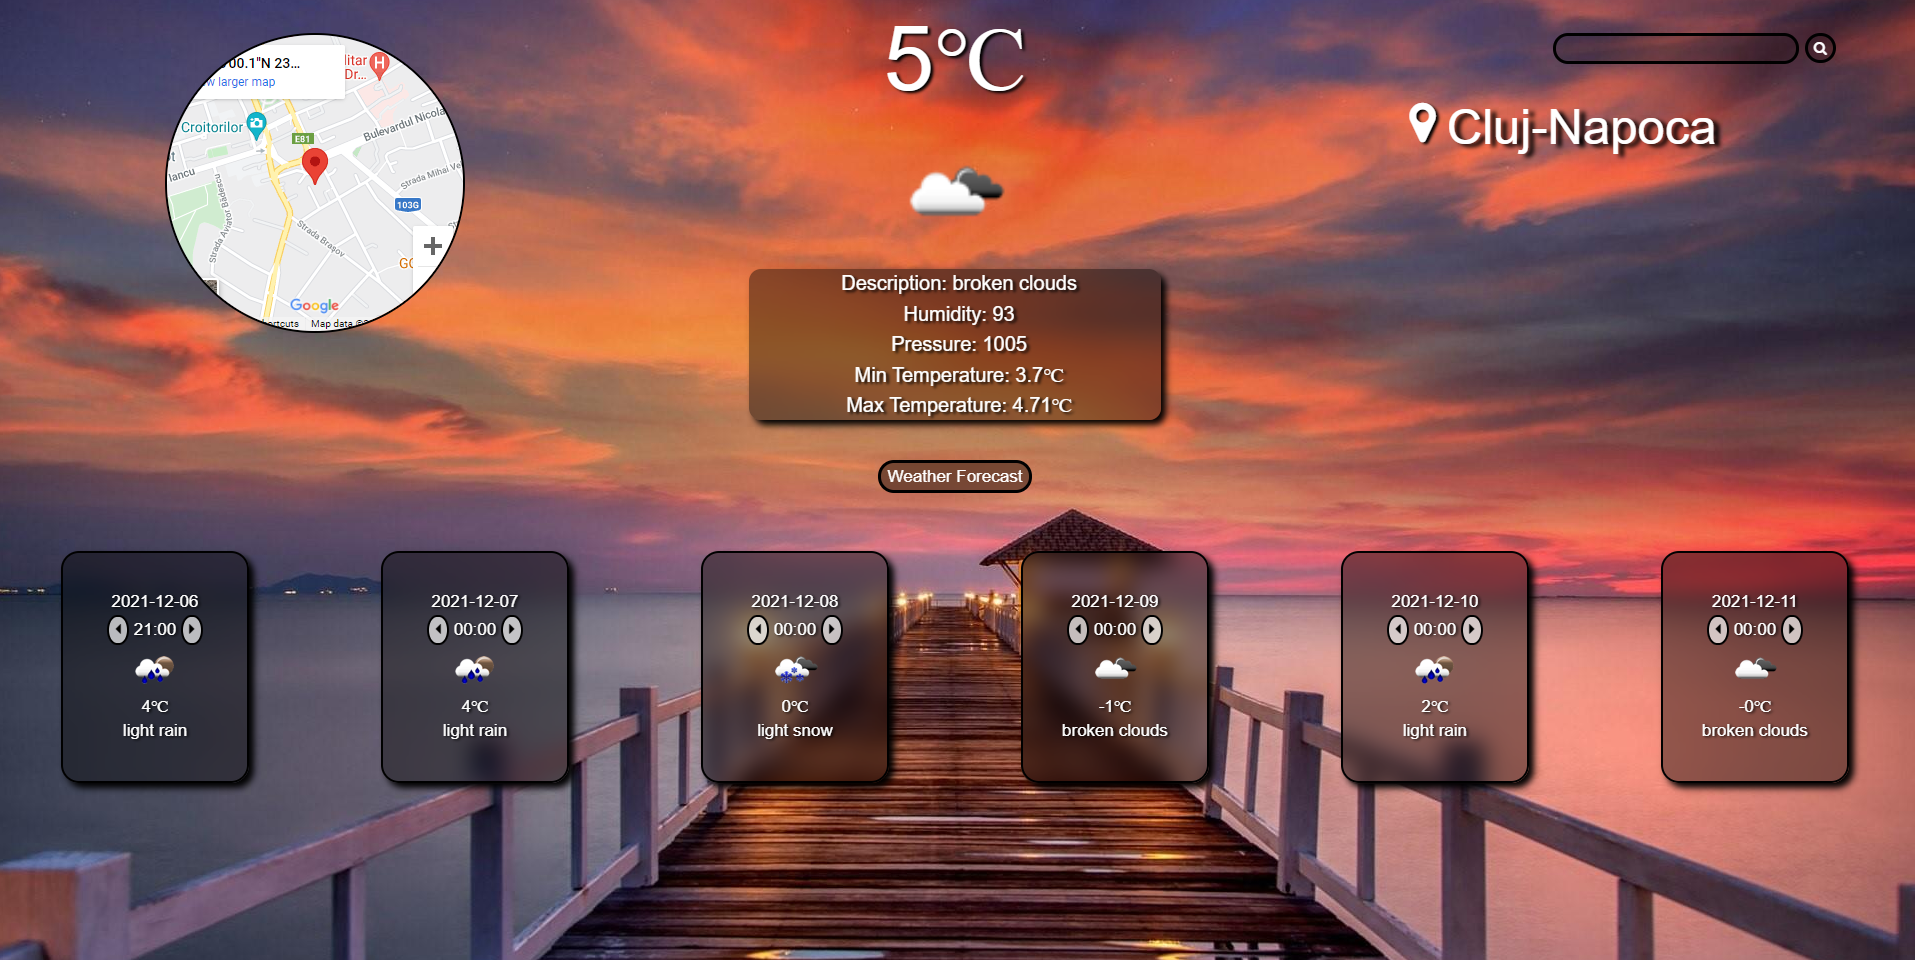 00.1"N 23...
larger map
Croitorilor
E81
Bulevardul Nicola
Dr...
H
Iancu
Strada Mihai
103G
Strada Aviator Bădescu
Strada Brașov
Google
Map data
5°C
Cluj-Napoca
Description: broken clouds
Humidity: 93
Pressure: 1005
Min Temperature: 3.7°C
Max Temperature: 4.71°C
Weather Forecast
2021-12-06
21:00
4°C
light rain
2021-12-07
00:00
4°C
light rain
2021-12-08
00:00
0°C
light snow
2021-12-09
00:00
-1°C
broken clouds
2021-12-10
00:00
2°C
light rain
2021-12-11
00:00
-0°C
broken clouds